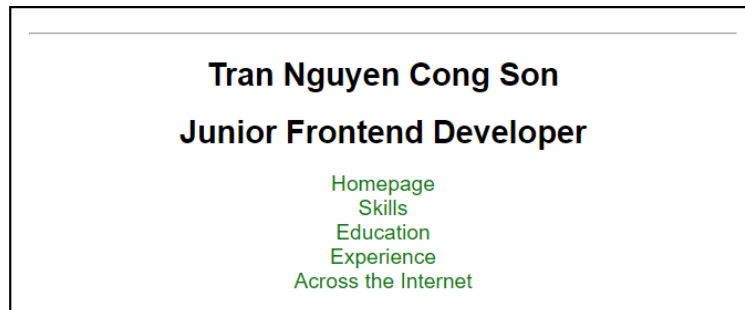 Tran Nguyen Cong Son
Junior Frontend Developer
Homepage
Skills
Education
Experience
Across the Internet